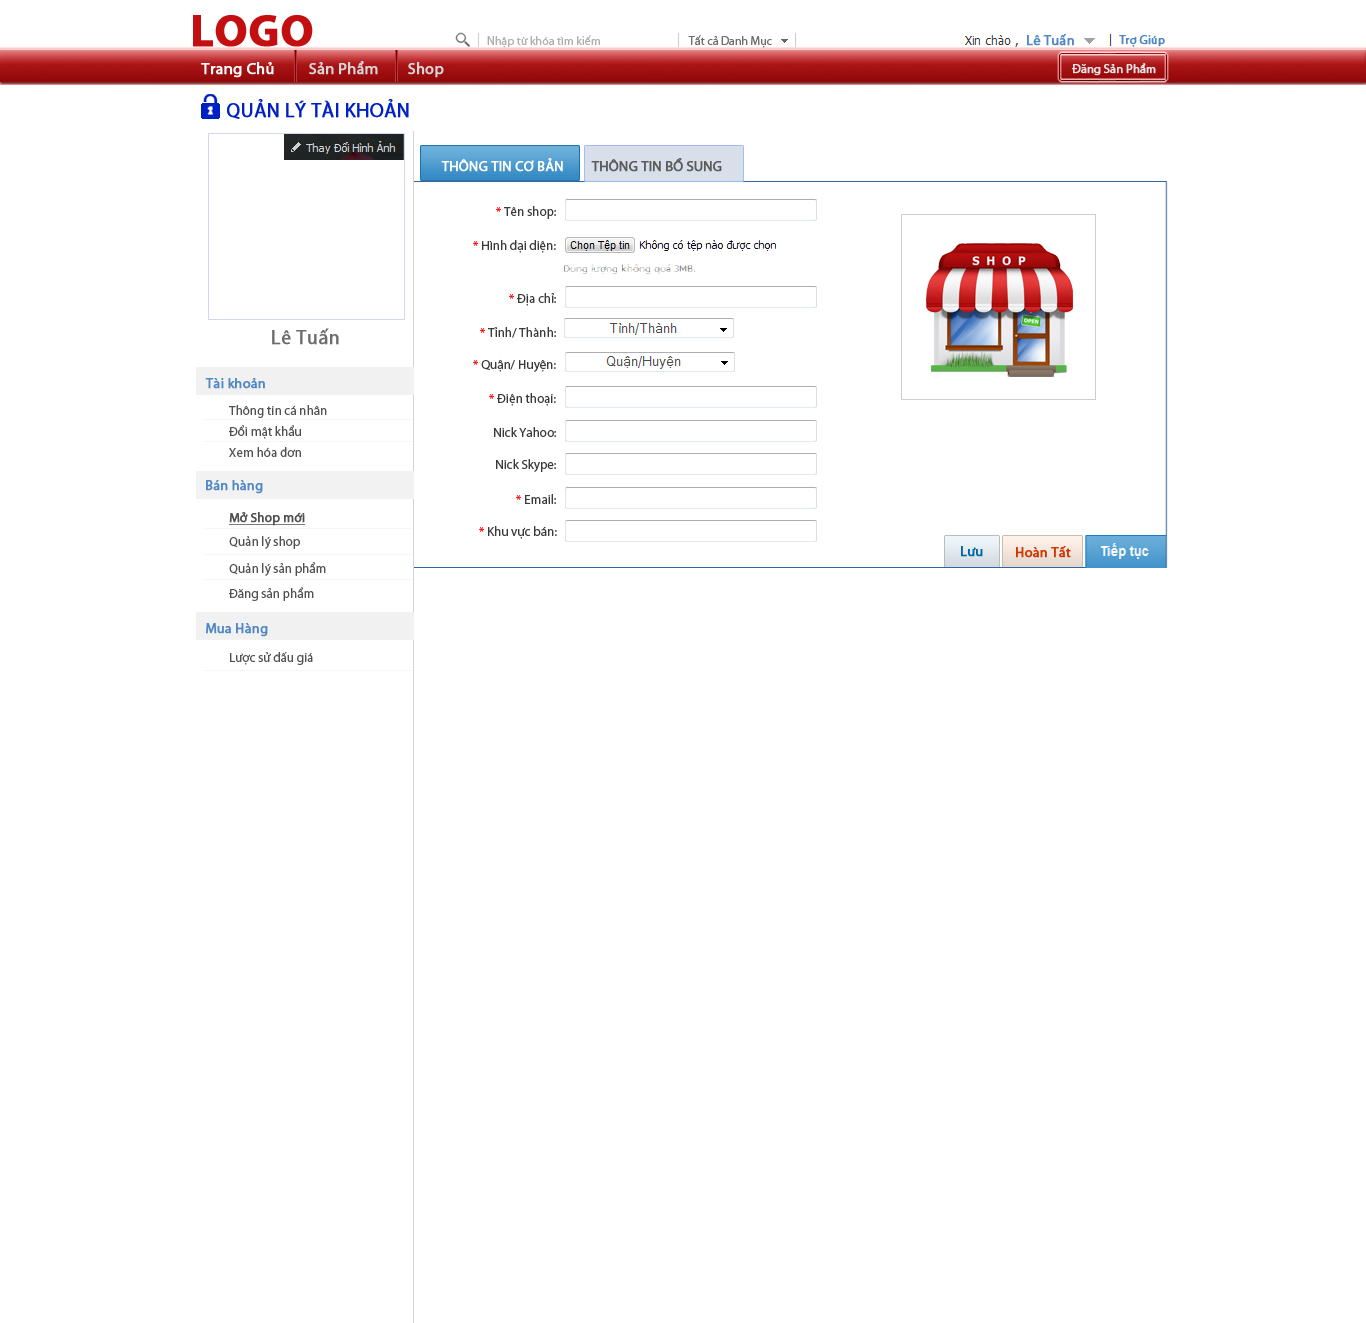 LOGO
Nhập từ khóa tìm kiếm
Tất cả Danh Mục
Xin chào , Lê Tuấn
Trợ Giúp
Trang Chủ
Sản Phẩm
Shop
Đăng Sản Phẩm
QUẢN LÝ TÀI KHOẢN
Thay Đổi Hình Ảnh
Lê Tuấn
Tài khoản
Thông tin cá nhân
Đổi mật khẩu
Xem hóa đơn
Bán hàng
Mở Shop mới
Quản lý shop
Quản lý sản phẩm
Đăng sản phẩm
Mua Hàng
Lược sử đấu giá
THÔNG TIN CƠ BẢN
THÔNG TIN BỔ SUNG
* Tên shop:
* Hình đại diện: Chọn Tệp tin Không có tệp nào được chọn
Dung lượng không quá 3MB.
* Địa chỉ:
* Tỉnh/ Thành: Tỉnh/Thành
* Quận/ Huyện: Quận/Huyện
* Điện thoại:
Nick Yahoo:
Nick Skype:
* Email:
* Khu vực bán:
SHOP
OPEN
Lưu
Hoàn Tất
Tiếp tục